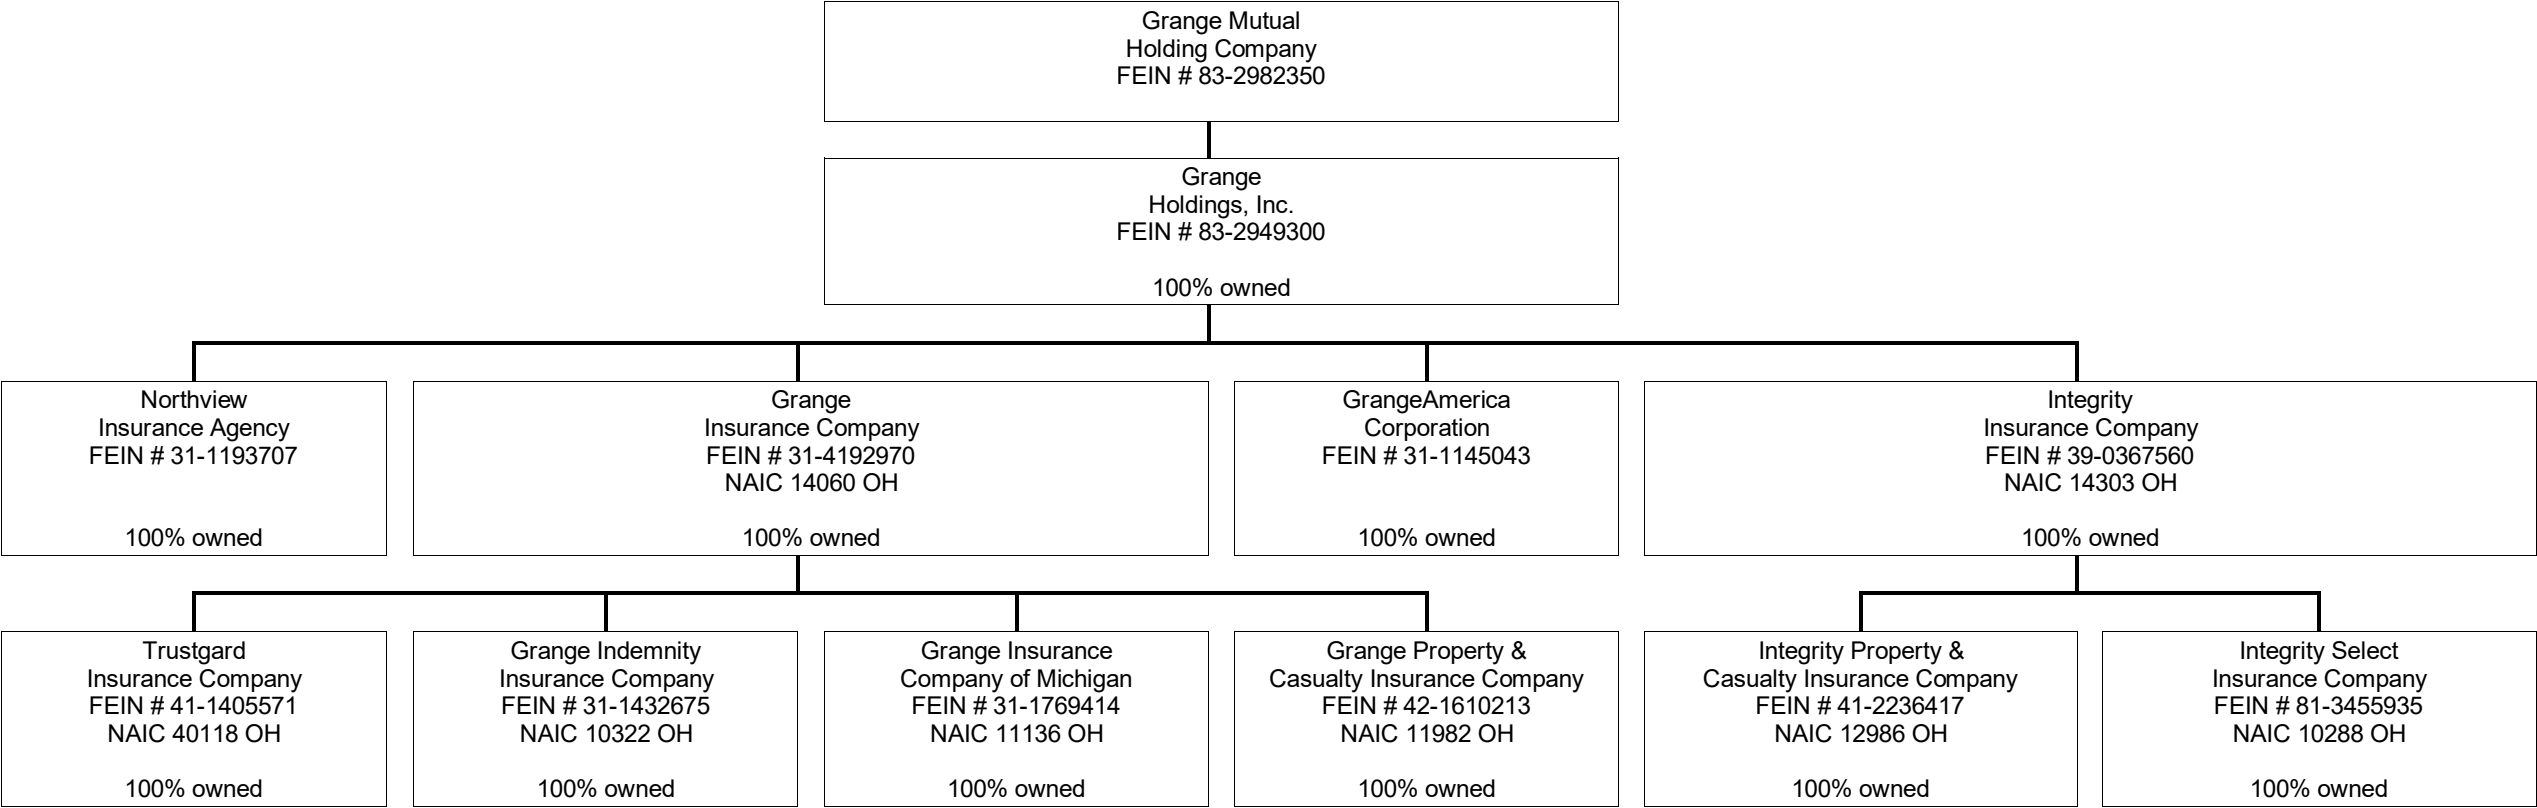 Grange Mutual
Holding Company
FEIN # 83-2982350
Grange
Holdings, Inc.
FEIN # 83-2949300
100% owned
Northview
Insurance Agency
FEIN # 31-1193707
100% owned
Grange
Insurance Company
FEIN # 31-4192970
NAIC 14060 OH
100% owned
GrangeAmerica
Corporation
FEIN # 31-1145043
100% owned
Integrity
Insurance Company
FEIN # 39-0367560
NAIC 14303 OH
100% owned
Trustgard
Insurance Company
FEIN # 41-1405571
NAIC 40118 OH
100% owned
Grange Indemnity
Insurance Company
FEIN # 31-1432675
NAIC 10322 OH
100% owned
Grange Insurance
Company of Michigan
FEIN # 31-1769414
NAIC 11136 OH
100% owned
Grange Property &
Casualty Insurance Company
FEIN # 42-1610213
NAIC 11982 OH
100% owned
Integrity Property &
Casualty Insurance Company
FEIN # 41-2236417
NAIC 12986 OH
100% owned
Integrity Select
Insurance Company
FEIN # 81-3455935
NAIC 10288 OH
100% owned